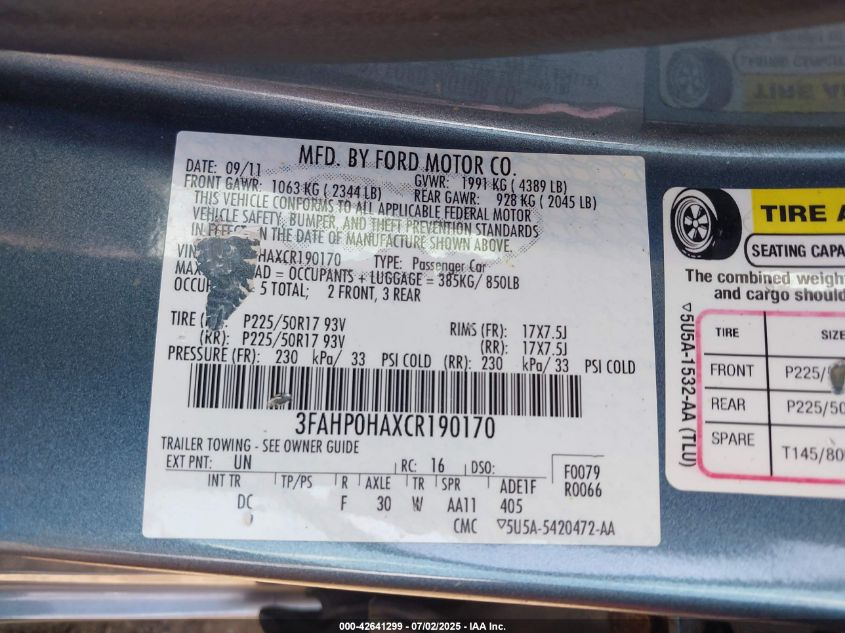 MFD. BY FORD MOTOR CO.
DATE: 09/11
GVWR: 1991 KG ( 4389 LB)
FRONT GAWR: 1063 KG ( 2344 LB)
REAR GAWR: 928 KG ( 2045 LB)
THIS VEHICLE CONFORMS TO ALL APPLICABLE FEDERAL MOTOR
VEHICLE SAFETY, BUMPER, AND THEFT PREVENTION STANDARDS
IN EFFECT ON THE DATE OF MANUFACTURE SHOWN ABOVE.
VIN HAXCR190170 TYPE: Passenger Car
MAX AD = OCCUPANTS + LUGGAGE = 385KG/ 850LB
OCCU 5 TOTAL; 2 FRONT, 3 REAR
TIRE ( P225/50R17 93V RIMS (FR): 17X7.5J
(RR): P225/50R17 93V (RR): 17X7.5J
PRESSURE (FR): 230 kPa/ 33 PSI COLD (RR): 230 kPa/ 33 PSI COLD
3FAHP0HAXCR190170
TRAILER TOWING - SEE OWNER GUIDE
EXT PNT: UN RC: 16 DSO: F0079
R0066
INT TR TP/PS R AXLE TR SPR ADE1F
DC F 30 W AA11 405
CMC ▽5U5A-5420472-AA
TIRE A
SEATING CAPA
The combined weigh
and cargo shoul
TIRE SIZE
FRONT P225/
REAR P225/50
SPARE T145/80
▽5U5A-1532-AA (TLU)
000-42641299 - 07/02/2025 - IAA Inc.